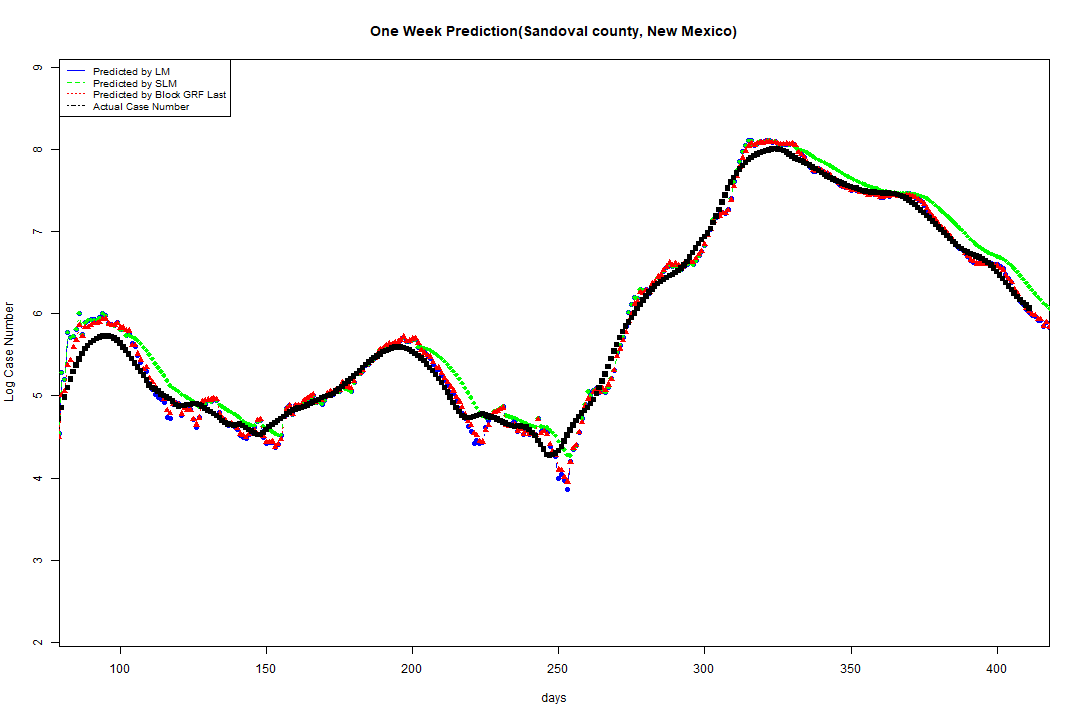 One Week Prediction(Sandoval county, New Mexico)
Predicted by LM
Predicted by SLM
Predicted by Block GRF Last
Actual Case Number
9
8
7
6
5
4
3
2
Log Case Number
100
150
200
250
300
350
400
days